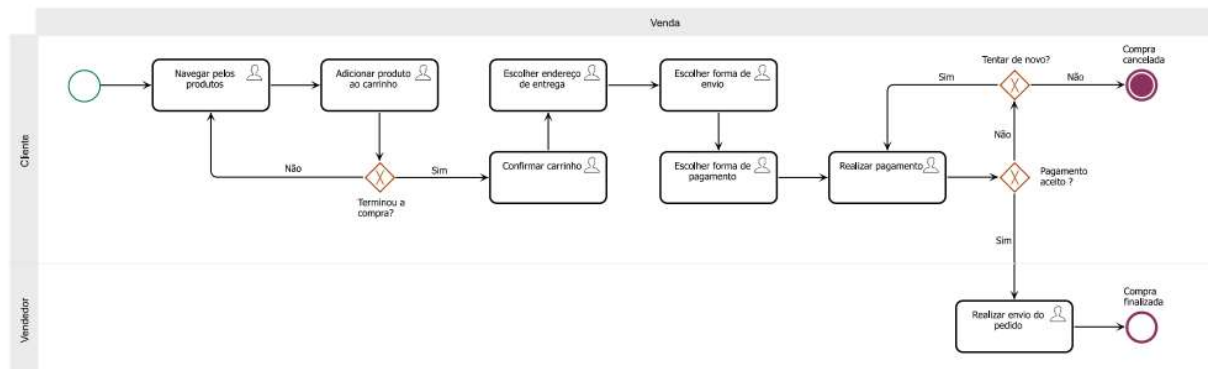 Venda
Cliente
Navegar pelos
produtos
Adicionar produto
ao carrinho
Não
Terminou a
compra?
Sim
Confirmar carrinho
Escolher endereço
de entrega
Escolher forma de
envio
Escolher forma de
pagamento
Realizar pagamento
Pagamento
aceito ?
Não
Tentar de novo?
Sim
Não
Compra
cancelada
Sim
Vendedor
Realizar envio do
pedido
Compra
finalizada